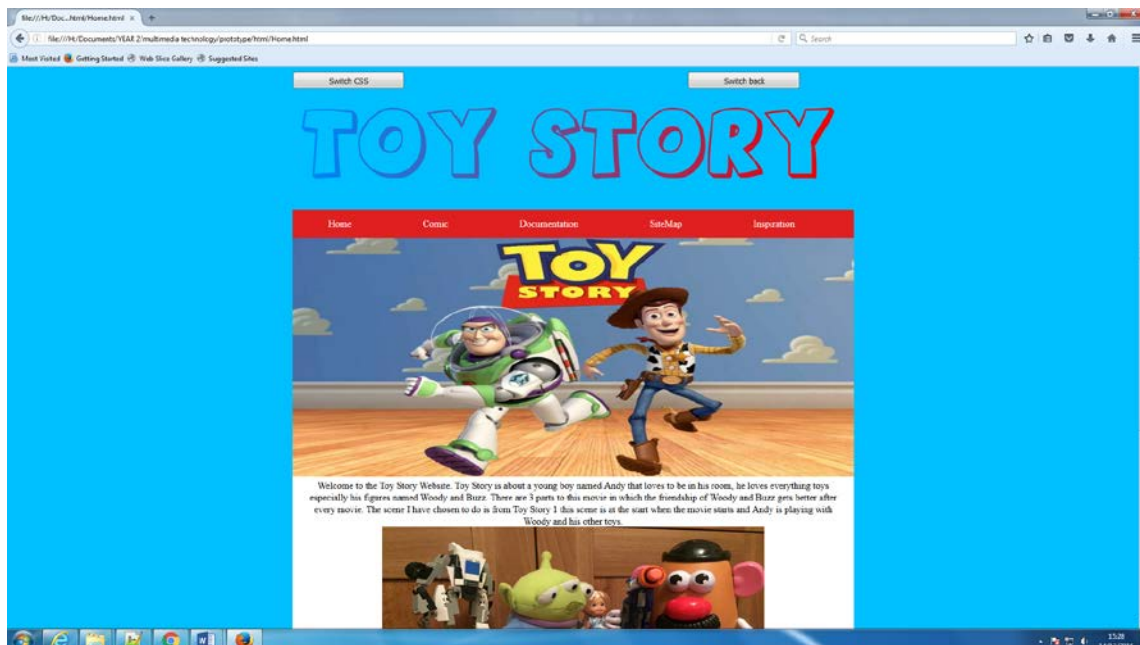 file:///H:/Doc...html/Home.html
file:///H:/Documents/YEAR 2/multimedia technology/prototype/html/Home.html
Search
Most Visited Getting Started Web Slice Gallery Suggested Sites
Switch CSS Switch back
TOY STORY
Home Comic Documentation SiteMap Inspiration
TOY
STORY
Welcome to the Toy Story Website. Toy Story is about a young boy named Andy that loves to be in his room, he loves everything toys
especially his figures named Woody and Buzz. There are 3 parts to this movie in which the friendship of Woody and Buzz gets better after
every movie. The scene I have chosen to do is from Toy Story 1 this scene is at the start when the movie starts and Andy is playing with
Woody and his other toys.
15:28